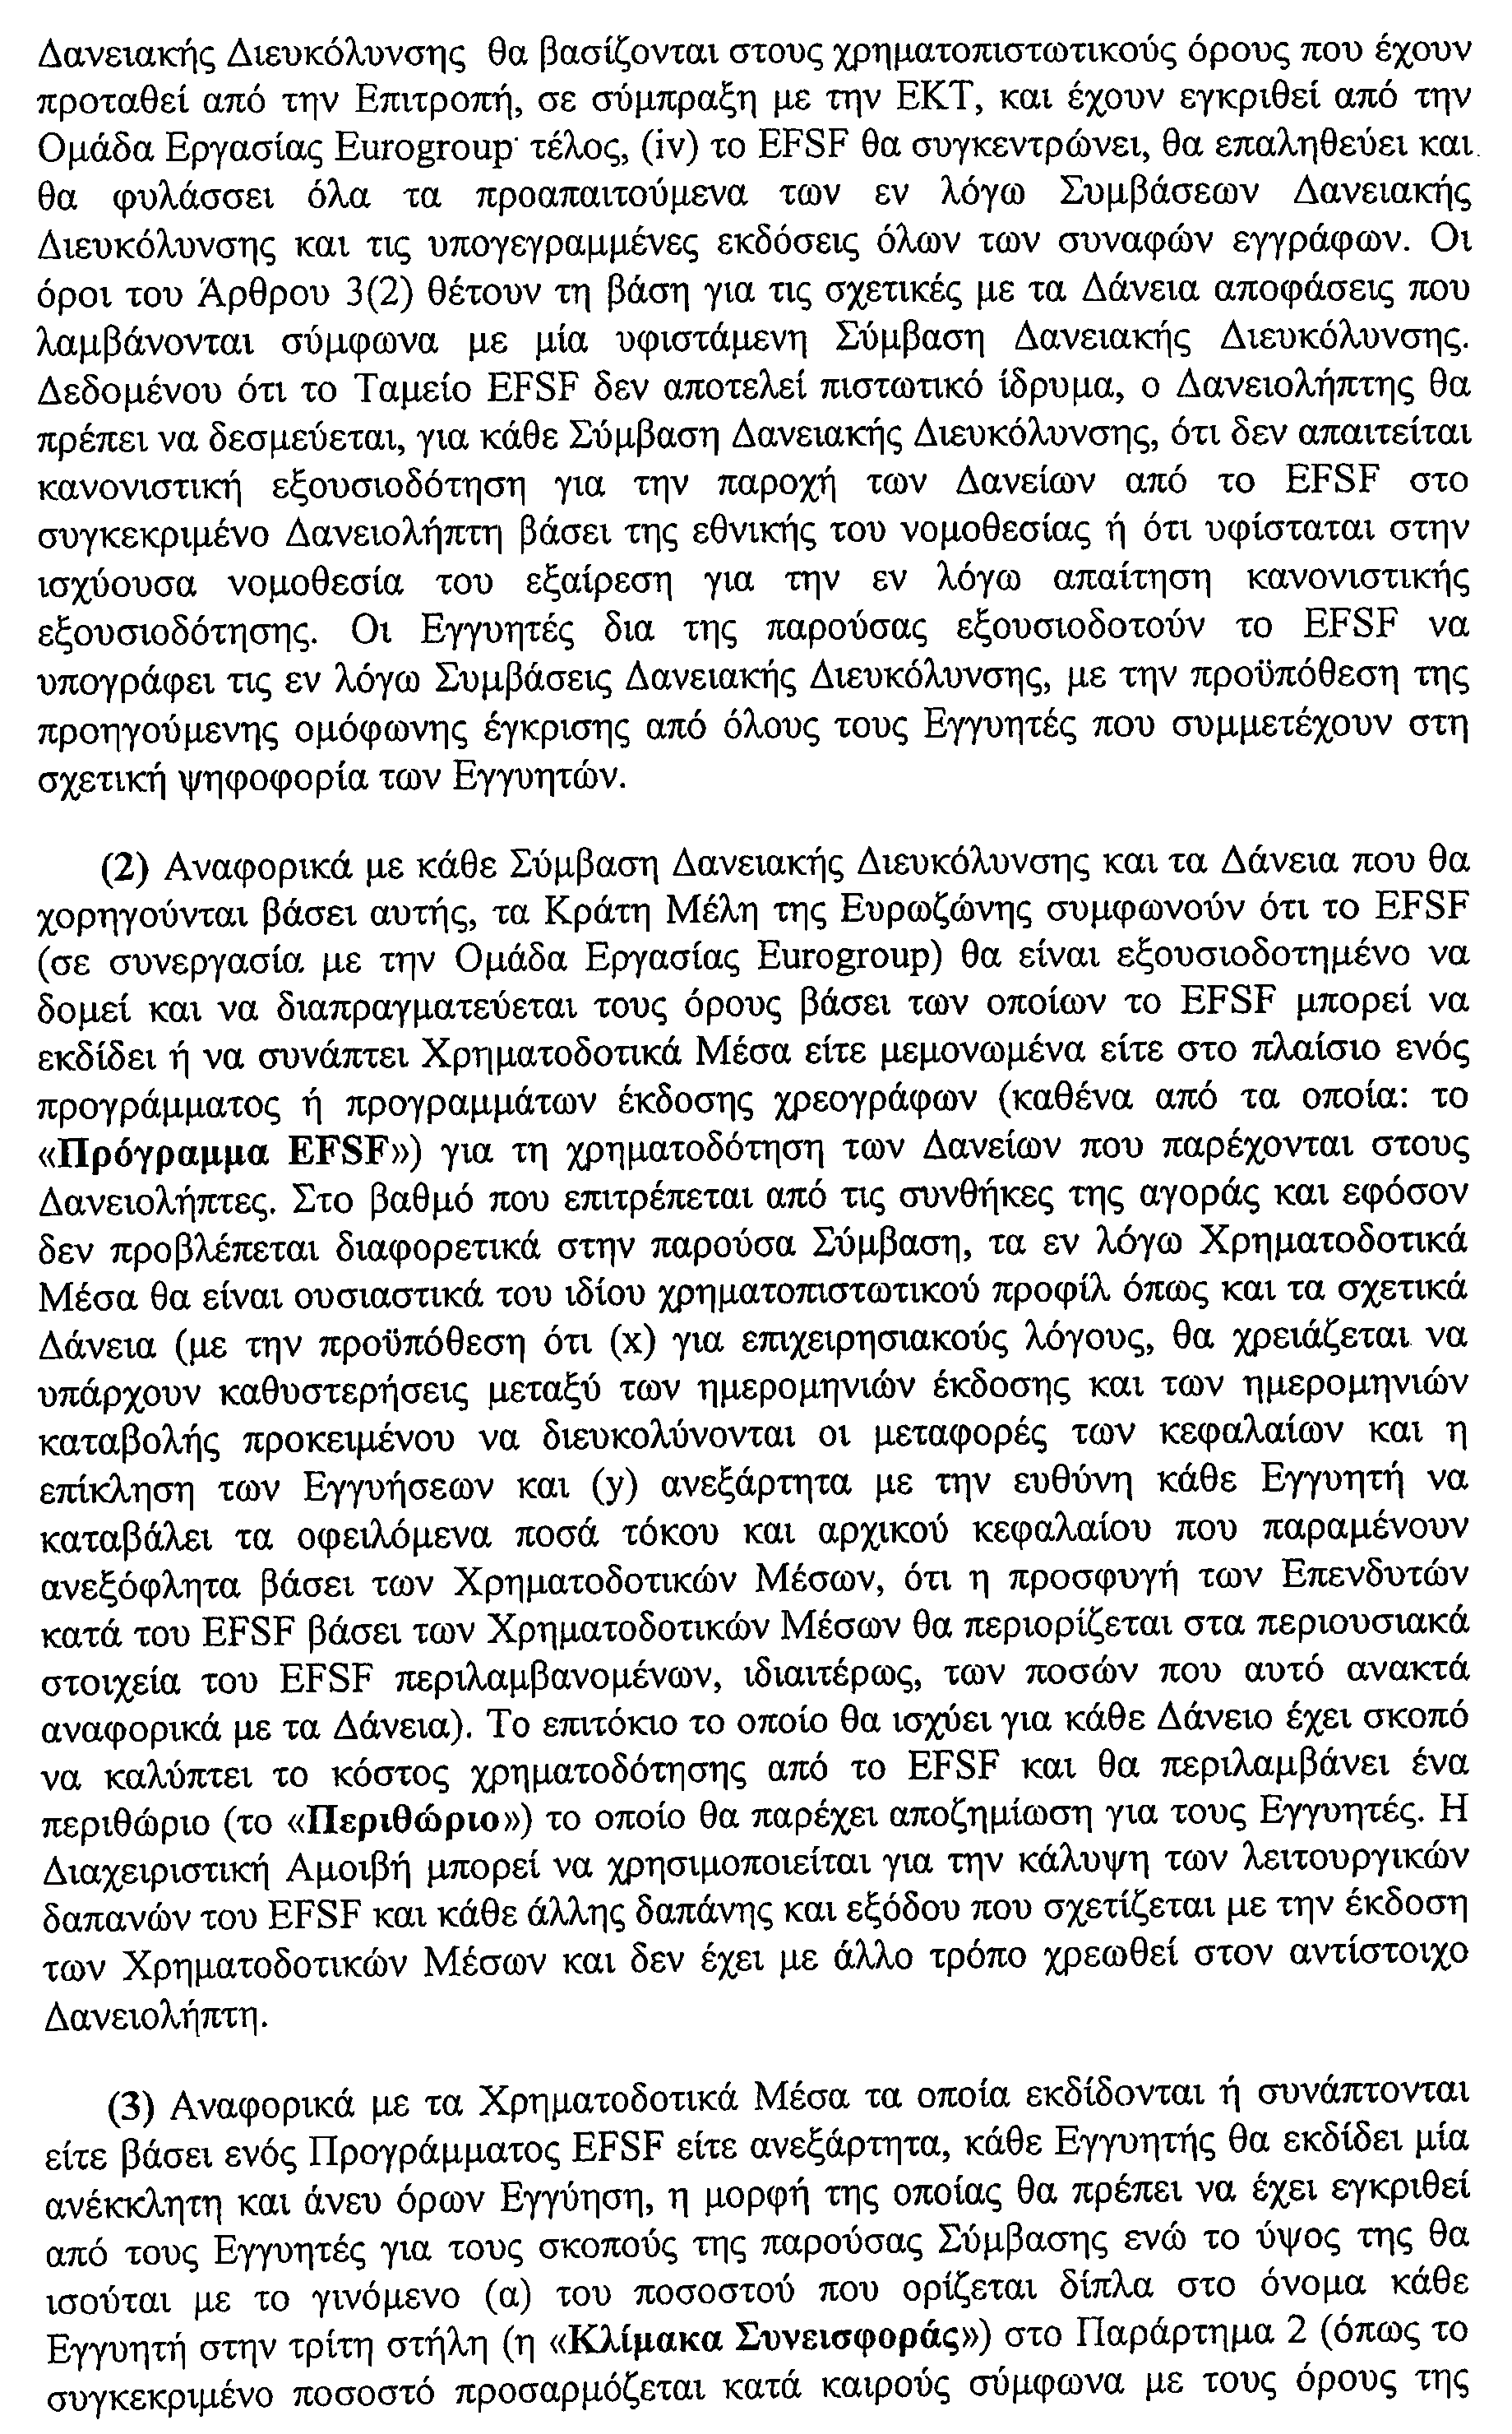 Δανειακής Διευκόλυνσης θα βασίζονται στους χρηματοπιστωτικούς όρους που έχουν
προταθεί από την Επιτροπή, σε σύμπραξη με την ΕΚΤ, και έχουν εγκριθεί από την
Ομάδα Εργασίας Eurogroup· τέλος, (iv) το EFSF θα συγκεντρώνει, θα επαληθεύει και
θα φυλάσσει όλα τα προαπαιτούμενα των εν λόγω Συμβάσεων Δανειακής
Διευκόλυνσης και τις υπογεγραμμένες εκδόσεις όλων των συναφών εγγράφων. Οι
όροι του Άρθρου 3(2) θέτουν τη βάση για τις σχετικές με τα Δάνεια αποφάσεις που
λαμβάνονται σύμφωνα με μία υφιστάμενη Σύμβαση Δανειακής Διευκόλυνσης.
Δεδομένου ότι το Ταμείο EFSF δεν αποτελεί πιστωτικό ίδρυμα, ο Δανειολήπτης θα
πρέπει να δεσμεύεται, για κάθε Σύμβαση Δανειακής Διευκόλυνσης, ότι δεν απαιτείται
κανονιστική εξουσιοδότηση για την παροχή των Δανείων από το EFSF στο
συγκεκριμένο Δανειολήπτη βάσει της εθνικής του νομοθεσίας ή ότι υφίσταται στην
ισχύουσα νομοθεσία του εξαίρεση για την εν λόγω απαίτηση κανονιστικής
εξουσιοδότησης. Οι Εγγυητές δια της παρούσας εξουσιοδοτούν το EFSF να
υπογράφει τις εν λόγω Συμβάσεις Δανειακής Διευκόλυνσης, με την προϋπόθεση της
προηγούμενης ομόφωνης έγκρισης από όλους τους Εγγυητές που συμμετέχουν στη
σχετική ψηφοφορία των Εγγυητών.
(2) Αναφορικά με κάθε Σύμβαση Δανειακής Διευκόλυνσης και τα Δάνεια που θα
χορηγούνται βάσει αυτής, τα Κράτη Μέλη της Ευρωζώνης συμφωνούν ότι το EFSF
(σε συνεργασία με την Ομάδα Εργασίας Eurogroup) θα είναι εξουσιοδοτημένο να
δομεί και να διαπραγματεύεται τους όρους βάσει των οποίων το EFSF μπορεί να
εκδίδει ή να συνάπτει Χρηματοδοτικά Μέσα είτε μεμονωμένα είτε στο πλαίσιο ενός
προγράμματος ή προγραμμάτων έκδοσης χρεογράφων (καθένα από τα οποία: το
«Πρόγραμμα EFSF») για τη χρηματοδότηση των Δανείων που παρέχονται στους
Δανειολήπτες. Στο βαθμό που επιτρέπεται από τις συνθήκες της αγοράς και εφόσον
δεν προβλέπεται διαφορετικά στην παρούσα Σύμβαση, τα εν λόγω Χρηματοδοτικά
Μέσα θα είναι ουσιαστικά του ιδίου χρηματοπιστωτικού προφίλ όπως και τα σχετικά
Δάνεια (με την προϋπόθεση ότι (x) για επιχειρησιακούς λόγους, θα χρειάζεται να
υπάρχουν καθυστερήσεις μεταξύ των ημερομηνιών έκδοσης και των ημερομηνιών
καταβολής προκειμένου να διευκολύνονται οι μεταφορές των κεφαλαίων και η
επίκληση των Εγγυήσεων και (y) ανεξάρτητα με την ευθύνη κάθε Εγγυητή να
καταβάλει τα οφειλόμενα ποσά τόκου και αρχικού κεφαλαίου που παραμένουν
ανεξόφλητα βάσει των Χρηματοδοτικών Μέσων, ότι η προσφυγή των Επενδυτών
κατά του EFSF βάσει των Χρηματοδοτικών Μέσων θα περιορίζεται στα περιουσιακά
στοιχεία του EFSF περιλαμβανομένων, ιδιαιτέρως, των ποσών που αυτό ανακτά
αναφορικά με τα Δάνεια). Το επιτόκιο το οποίο θα ισχύει για κάθε Δάνειο έχει σκοπό
να καλύπτει το κόστος χρηματοδότησης από το EFSF και θα περιλαμβάνει ένα
περιθώριο (το «Περιθώριο») το οποίο θα παρέχει αποζημίωση για τους Εγγυητές. Η
Διαχειριστική Αμοιβή μπορεί να χρησιμοποιείται για την κάλυψη των λειτουργικών
δαπανών του EFSF και κάθε άλλης δαπάνης και εξόδου που σχετίζεται με την έκδοση
των Χρηματοδοτικών Μέσων και δεν έχει με άλλο τρόπο χρεωθεί στον αντίστοιχο
Δανειολήπτη.
(3) Αναφορικά με τα Χρηματοδοτικά Μέσα τα οποία εκδίδονται ή συνάπτονται
είτε βάσει ενός Προγράμματος EFSF είτε ανεξάρτητα, κάθε Εγγυητής θα εκδίδει μία
ανέκκλητη και άνευ όρων Εγγύηση, η μορφή της οποίας θα πρέπει να έχει εγκριθεί
από τους Εγγυητές για τους σκοπούς της παρούσας Σύμβασης ενώ το ύψος της θα
ισούται με το γινόμενο (α) του ποσοστού που ορίζεται δίπλα στο όνομα κάθε
Εγγυητή στην τρίτη στήλη (η «Κλίμακα Συνεισφοράς») στο Παράρτημα 2 (όπως το
συγκεκριμένο ποσοστό προσαρμόζεται κατά καιρούς σύμφωνα με τους όρους της